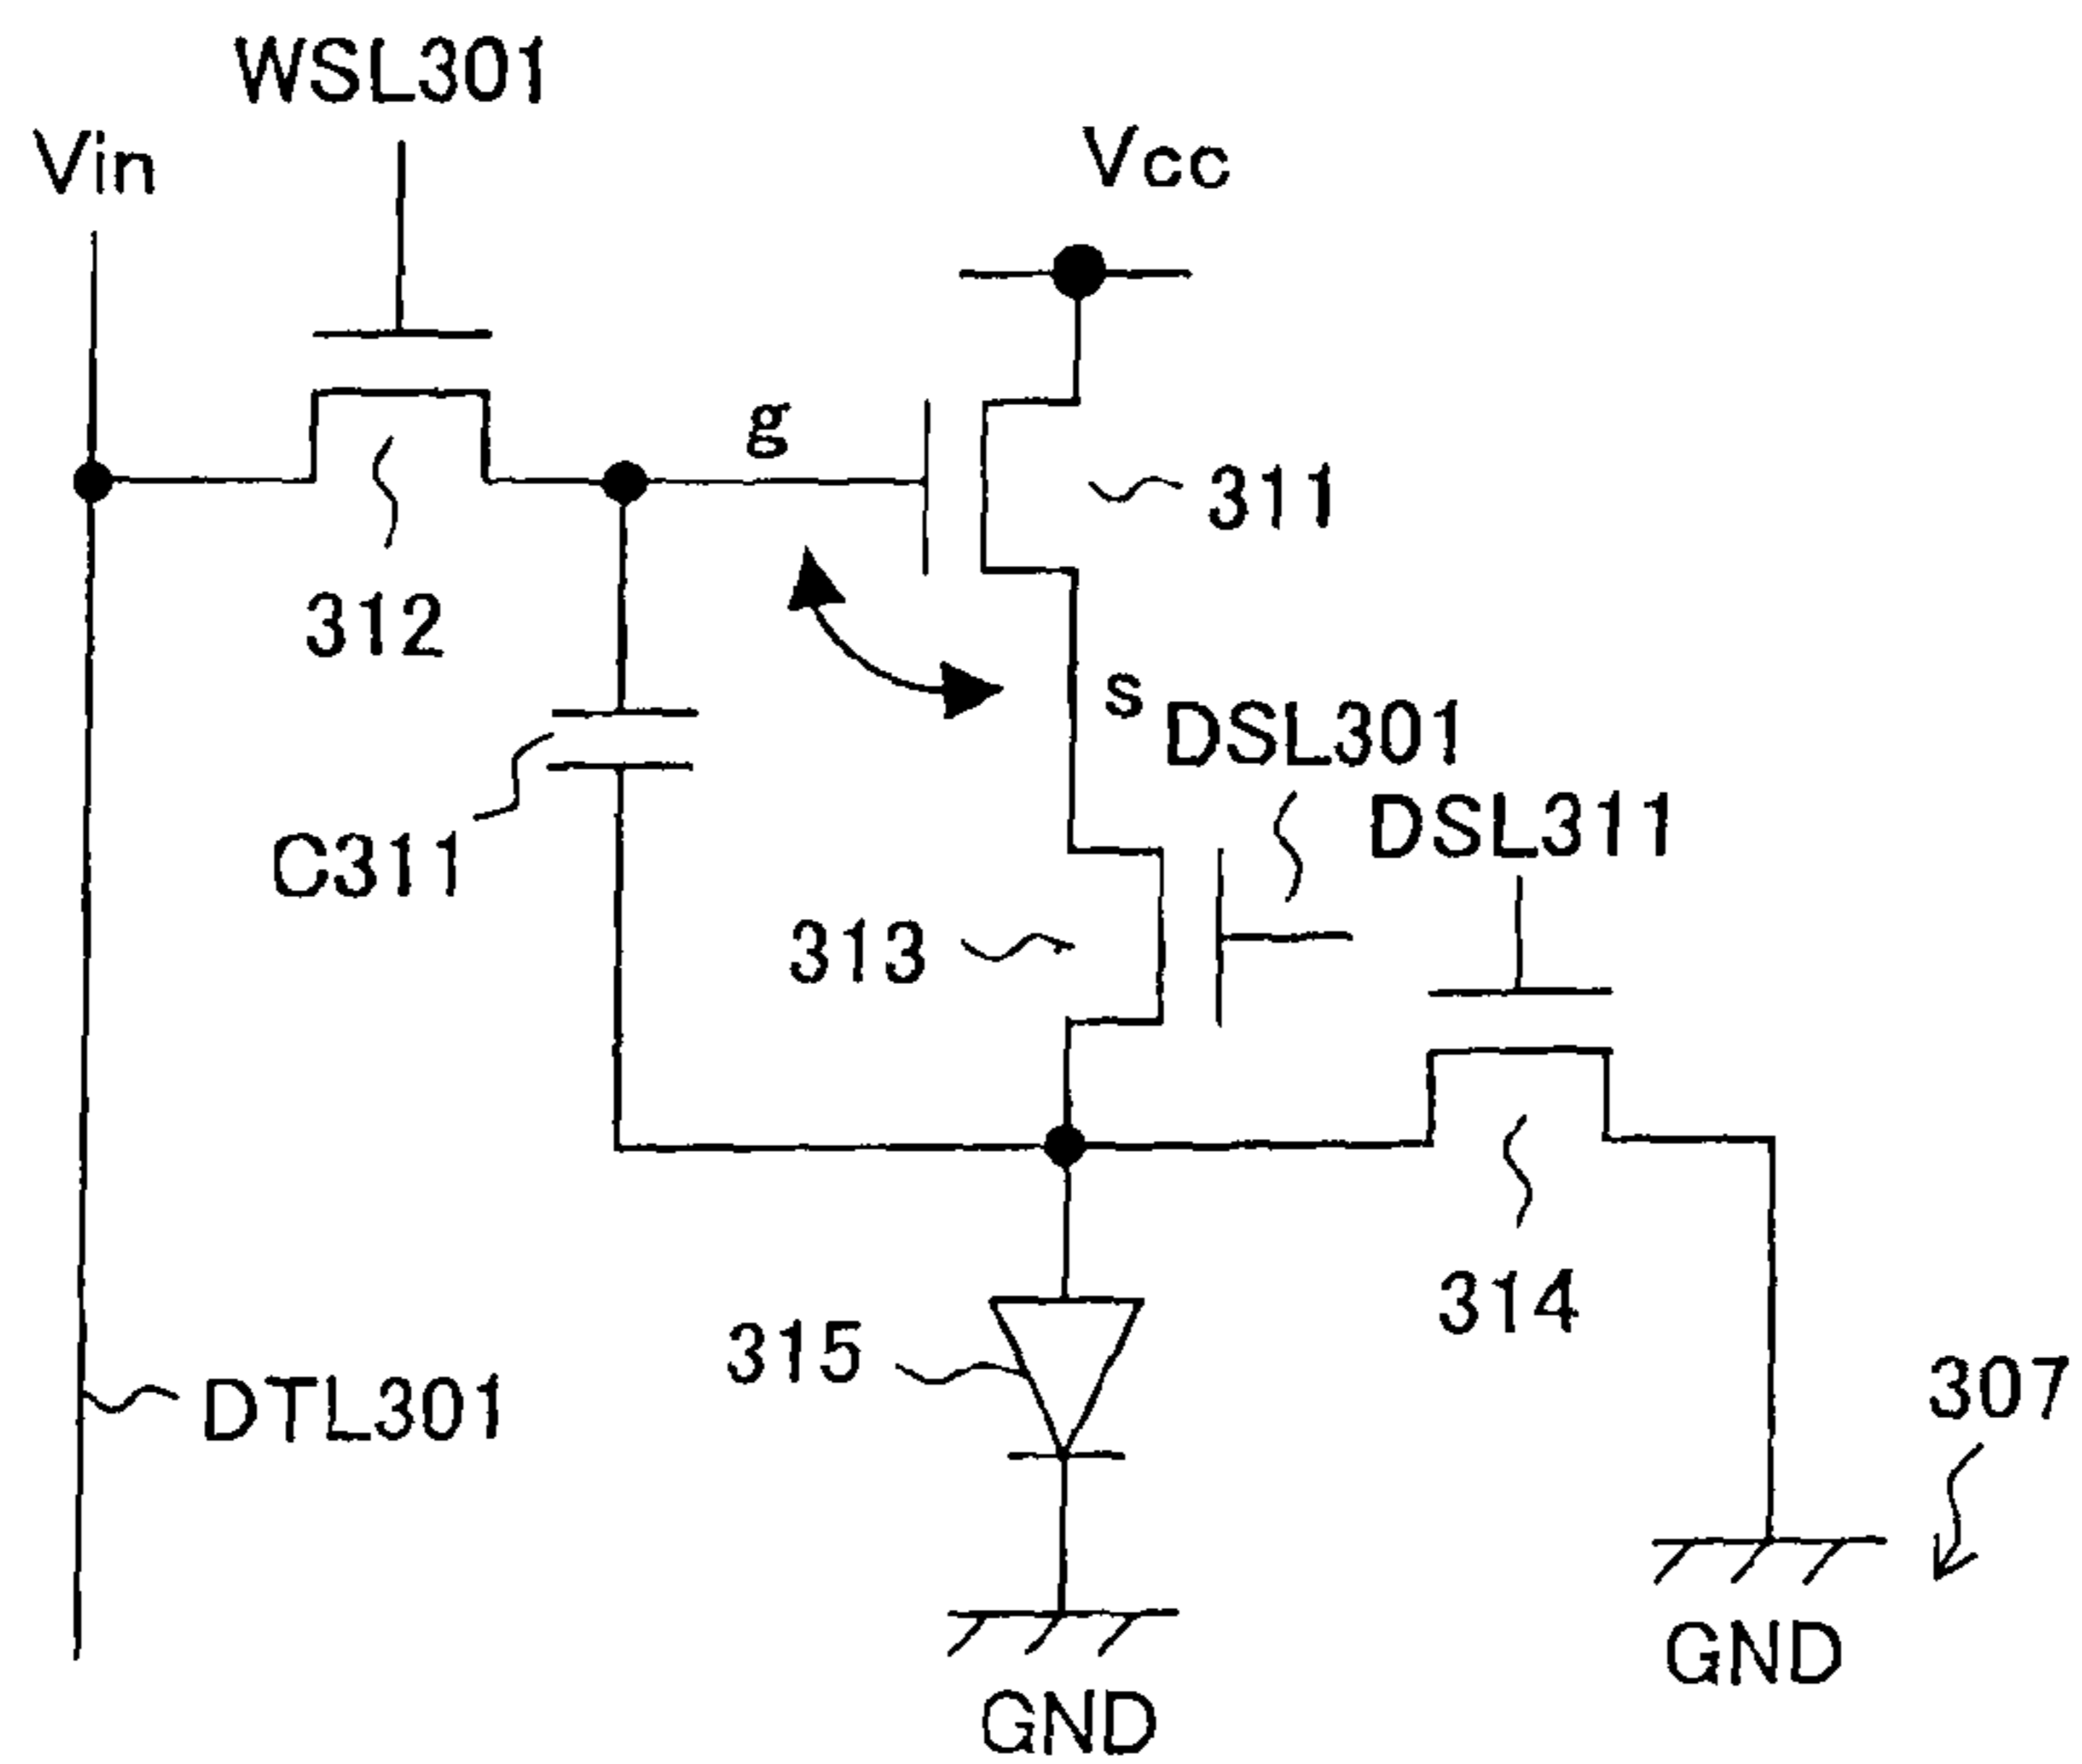 WSL301
Vin
Vcc
g
311
312
s
DSL301
DSL311
C311
313
314
315
307
DTL301
GND
GND